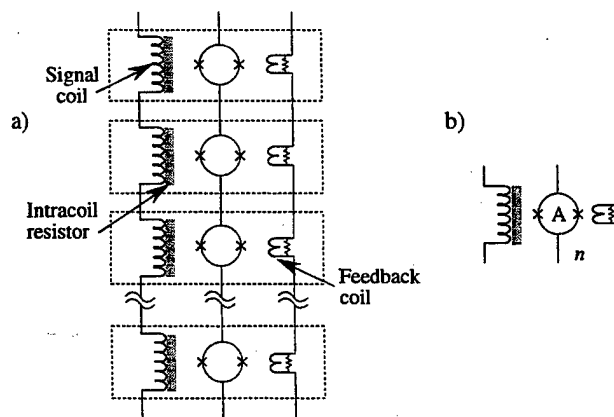 Signal
coil
a)
Intracoil
resistor
Feedback
coil
b)
A
n